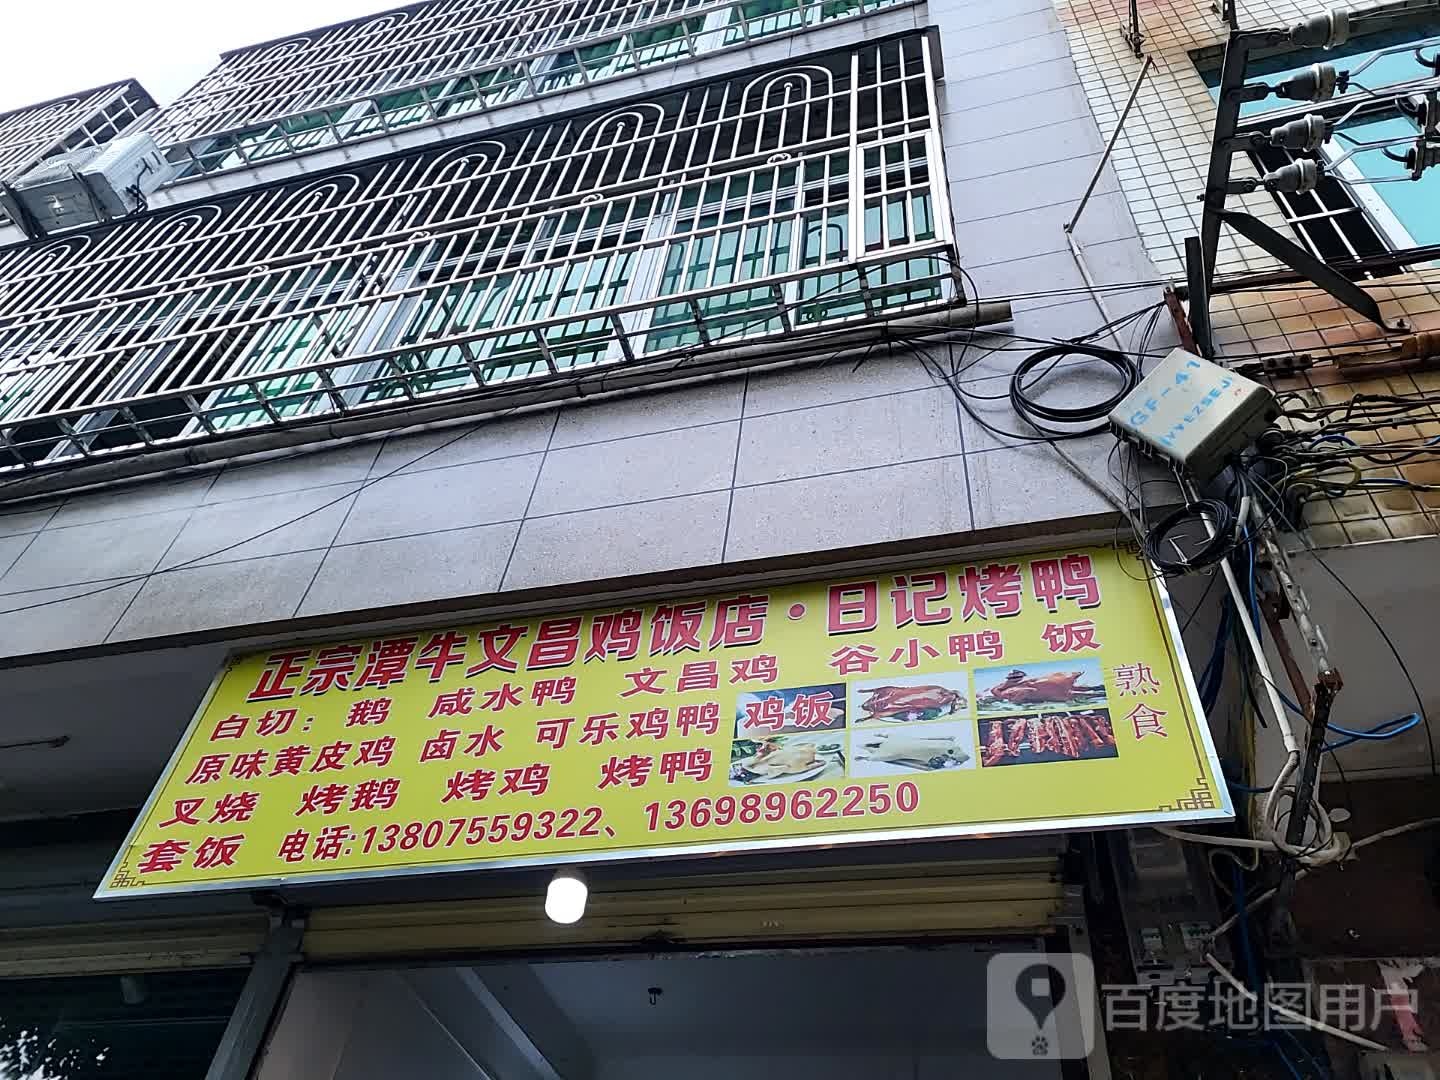 正宗潭牛文昌鸡饭店·日记烤鸭
白切：鹅 咸水鸭 文昌鸡 谷小鸭 饭
原味黄皮鸡 卤水 可乐鸡鸭 鸡饭
叉烧 烤鹅 烤鸡 烤鸭
套饭 电话:13807559322、13698962250
熟食
GF-41
百度地图用户